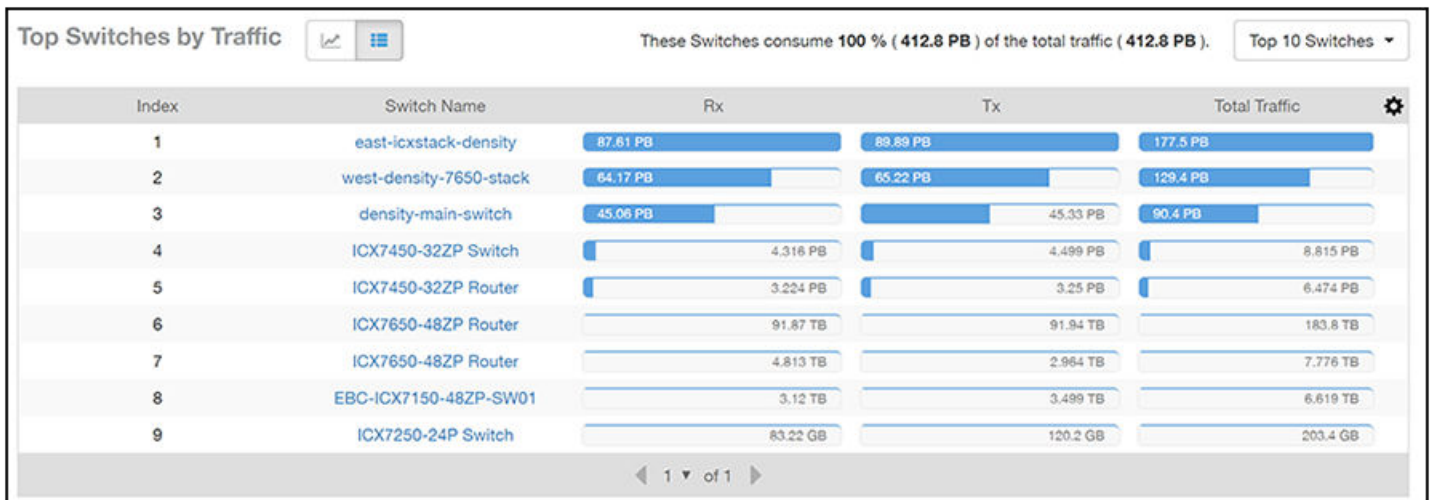 Top Switches by Traffic These Switches consume 100 % ( 412.8 PB ) of the total traffic ( 412.8 PB ). Top 10 Switches
Index Switch Name Rx Tx Total Traffic
1 east-icxstack-density 87.61 PB 89.89 PB 177.5 PB
2 west-density-7650-stack 64.17 PB 65.22 PB 129.4 PB
3 density-main-switch 45.06 PB 45.33 PB 90.4 PB
4 ICX7450-32ZP Switch 4.316 PB 4.499 PB 8.815 PB
5 ICX7450-32ZP Router 3.224 PB 3.25 PB 6.474 PB
6 ICX7650-48ZP Router 91.87 TB 91.94 TB 183.8 TB
7 ICX7650-48ZP Router 4.813 TB 2.964 TB 7.776 TB
8 EBC-ICX7150-48ZP-SW01 3.12 TB 3.499 TB 6.619 TB
9 ICX7250-24P Switch 83.22 GB 120.2 GB 203.4 GB
1 of 1